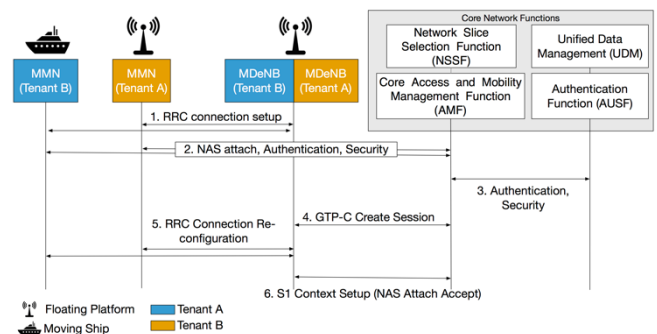 Core Network Functions
Network Slice
Selection Function
(NSSF)
Unified Data
Management (UDM)
MMN
(Tenant B)
MMN
(Tenant A)
MDeNB
(Tenant B)
MDeNB
(Tenant A)
Core Access and Mobility
Management Function
(AMF)
Authentication
Function (AUSF)
1. RRC connection setup
2. NAS attach, Authentication, Security
3. Authentication,
Security
4. GTP-C Create Session
5. RRC Connection Re-
configuration
6. S1 Context Setup (NAS Attach Accept)
Floating Platform
Tenant A
Moving Ship
Tenant B